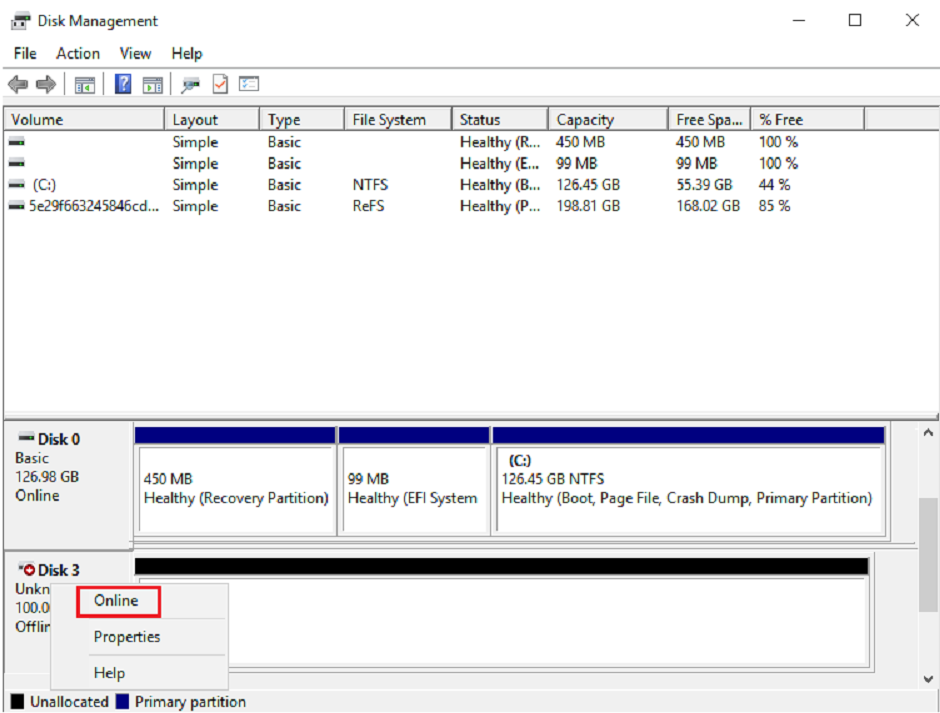 Disk Management
File Action View Help
Volume Layout Type File System Status Capacity Free Spa... % Free
Simple Basic Healthy (R... 450 MB 450 MB 100 %
Simple Basic Healthy (E... 99 MB 99 MB 100 %
(C:) Simple Basic NTFS Healthy (B... 126.45 GB 55.39 GB 44 %
5e29f663245846cd... Simple Basic ReFS Healthy (P... 198.81 GB 168.02 GB 85 %
Disk 0
Basic
126.98 GB
Online
450 MB
Healthy (Recovery Partition)
99 MB
Healthy (EFI System
(C:)
126.45 GB NTFS
Healthy (Boot, Page File, Crash Dump, Primary Partition)
Disk 3
Unkn
100.0
Offlin
Online
Properties
Help
Unallocated Primary partition